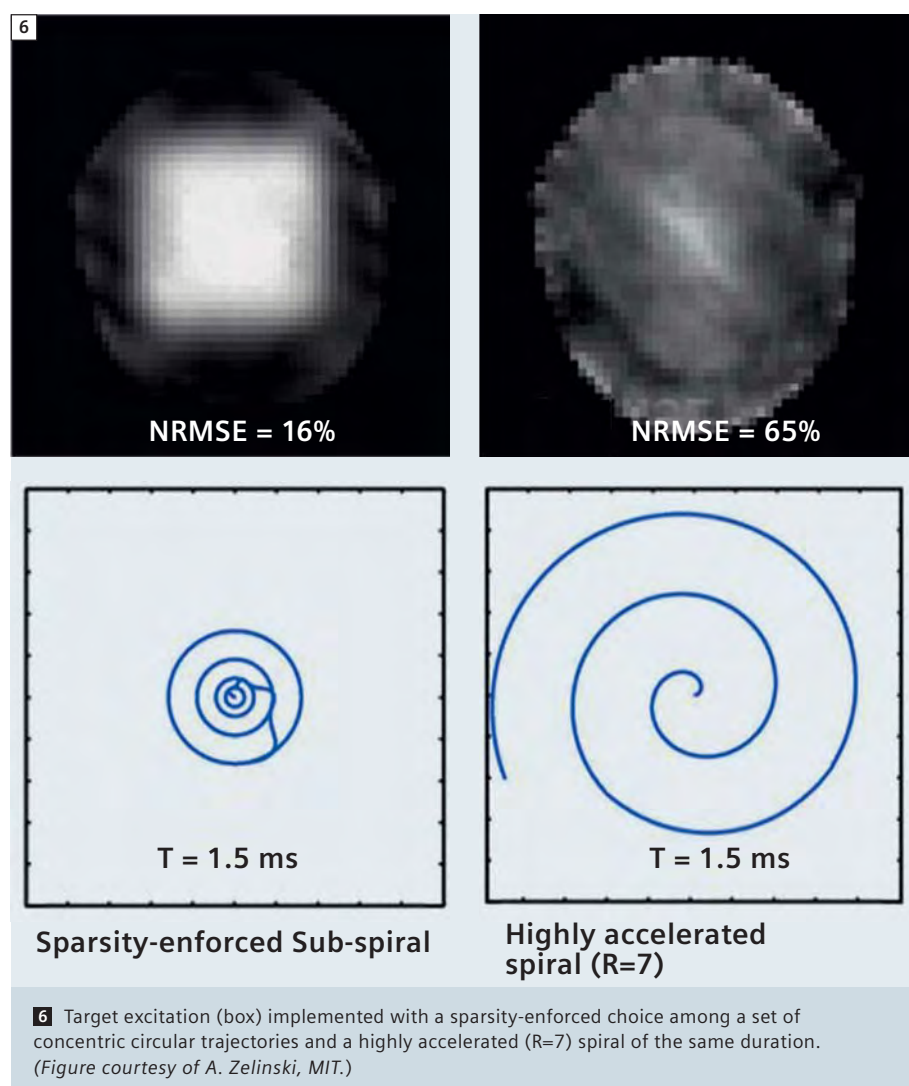 6
NRMSE = 16%
NRMSE = 65%
T = 1.5 ms
T = 1.5 ms
Sparsity-enforced Sub-spiral
Highly accelerated
spiral (R=7)
6 Target excitation (box) implemented with a sparsity-enforced choice among a set of
concentric circular trajectories and a highly accelerated (R=7) spiral of the same duration.
(Figure courtesy of A. Zelinski, MIT.)